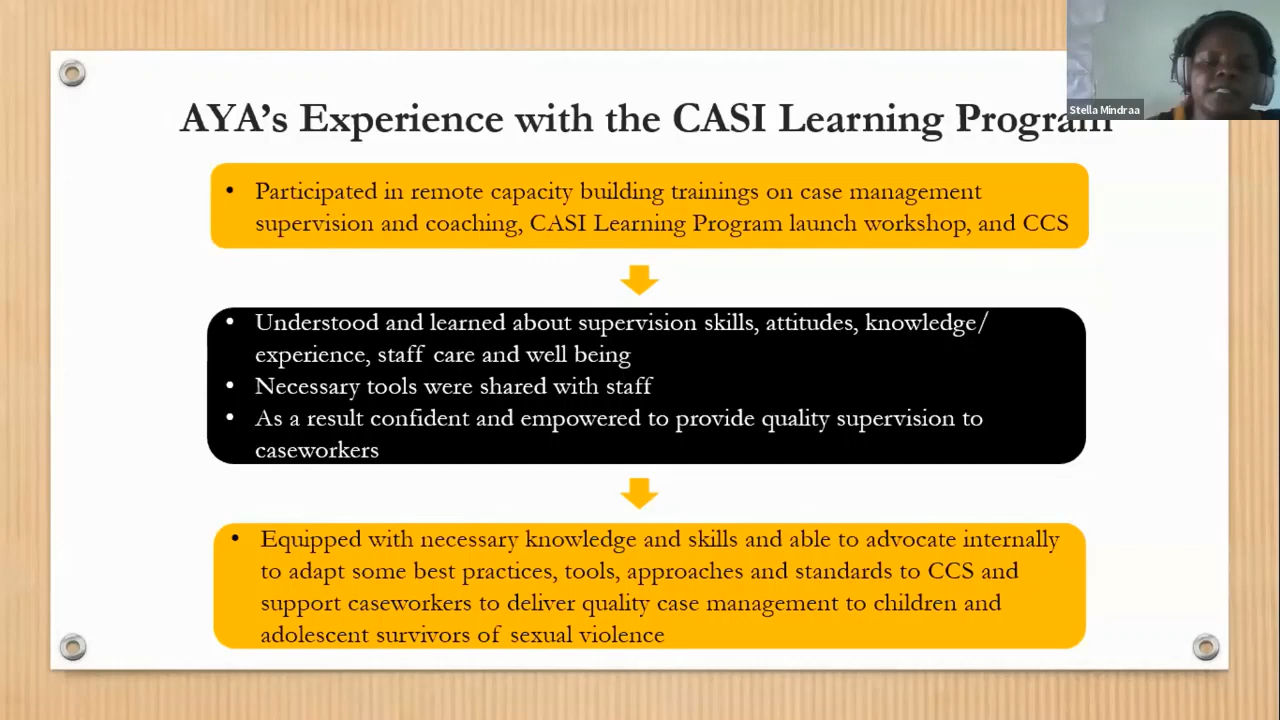 Stella Mindraa
AYA's Experience with the CASI Learning Program
• Participated in remote capacity building trainings on case management
supervision and coaching, CASI Learning Program launch workshop, and CCS
• Understood and learned about supervision skills, attitudes, knowledge/
experience, staff care and well being
• Necessary tools were shared with staff
• As a result confident and empowered to provide quality supervision to
caseworkers
• Equipped with necessary knowledge and skills and able to advocate internally
to adapt some best practices, tools, approaches and standards to CCS and
support caseworkers to deliver quality case management to children and
adolescent survivors of sexual violence